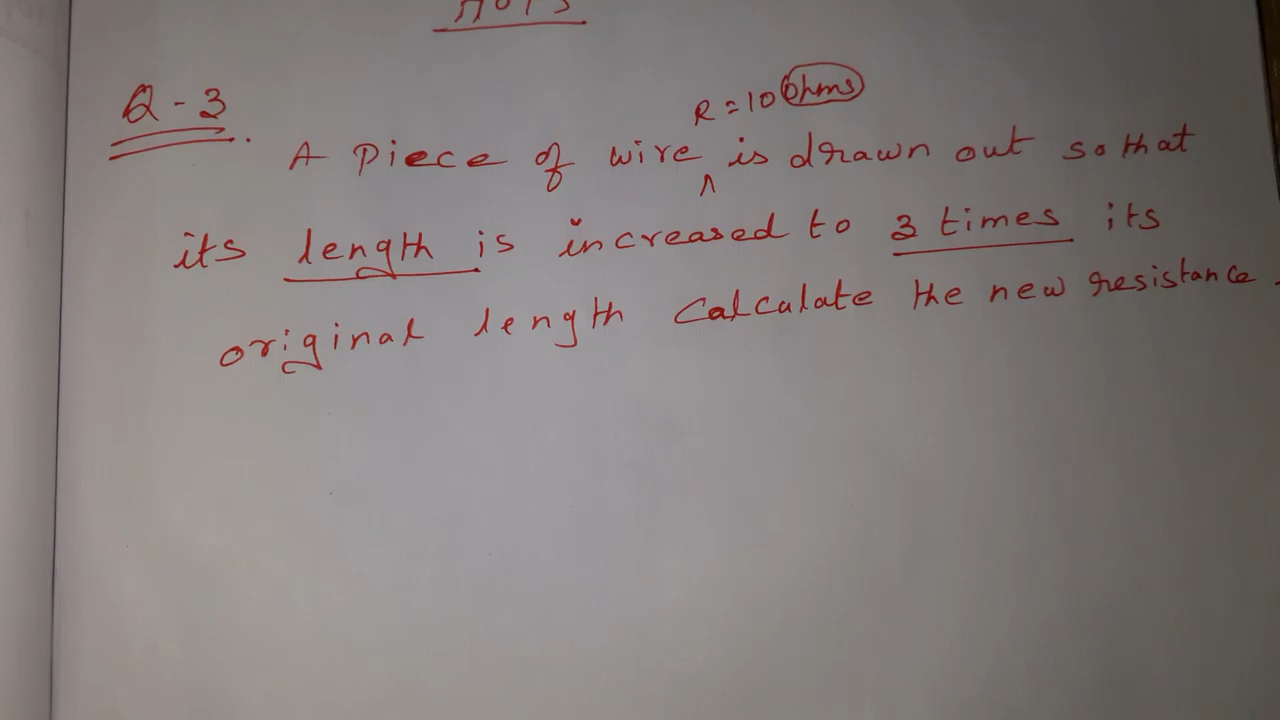 HOTS
Q - 3.
R = 10 ohms
A piece of wire ∧ is drawn out so that
its length is increased to 3 times its
original length Calculate the new resistance.